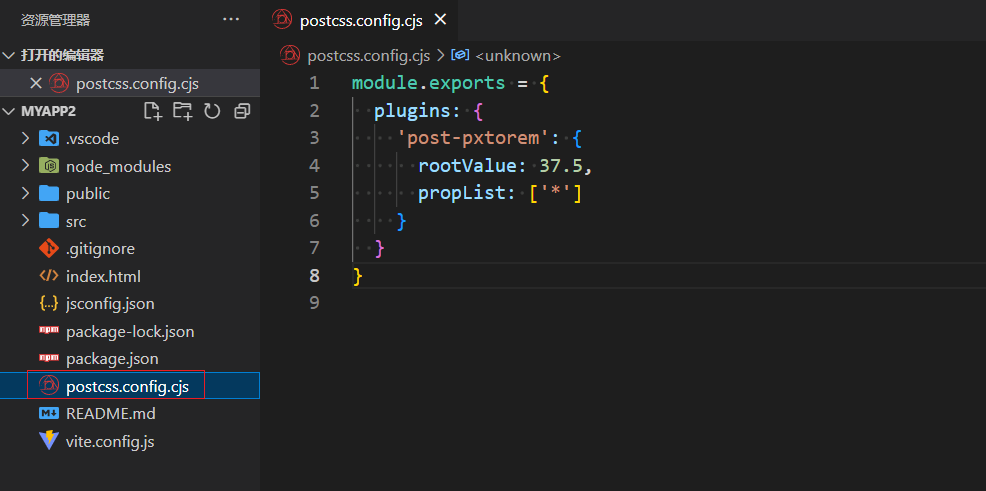 资源管理器
打开的编辑器
postcss.config.cjs
MYAPP2
.vscode
node_modules
public
src
.gitignore
index.html
jsconfig.json
package-lock.json
package.json
postcss.config.cjs
README.md
vite.config.js
postcss.config.cjs
postcss.config.cjs > <unknown>
1 module.exports = {
2   plugins: {
3     'post-pxtorem': {
4       rootValue: 37.5,
5       propList: ['*']
6     }
7   }
8 }
9